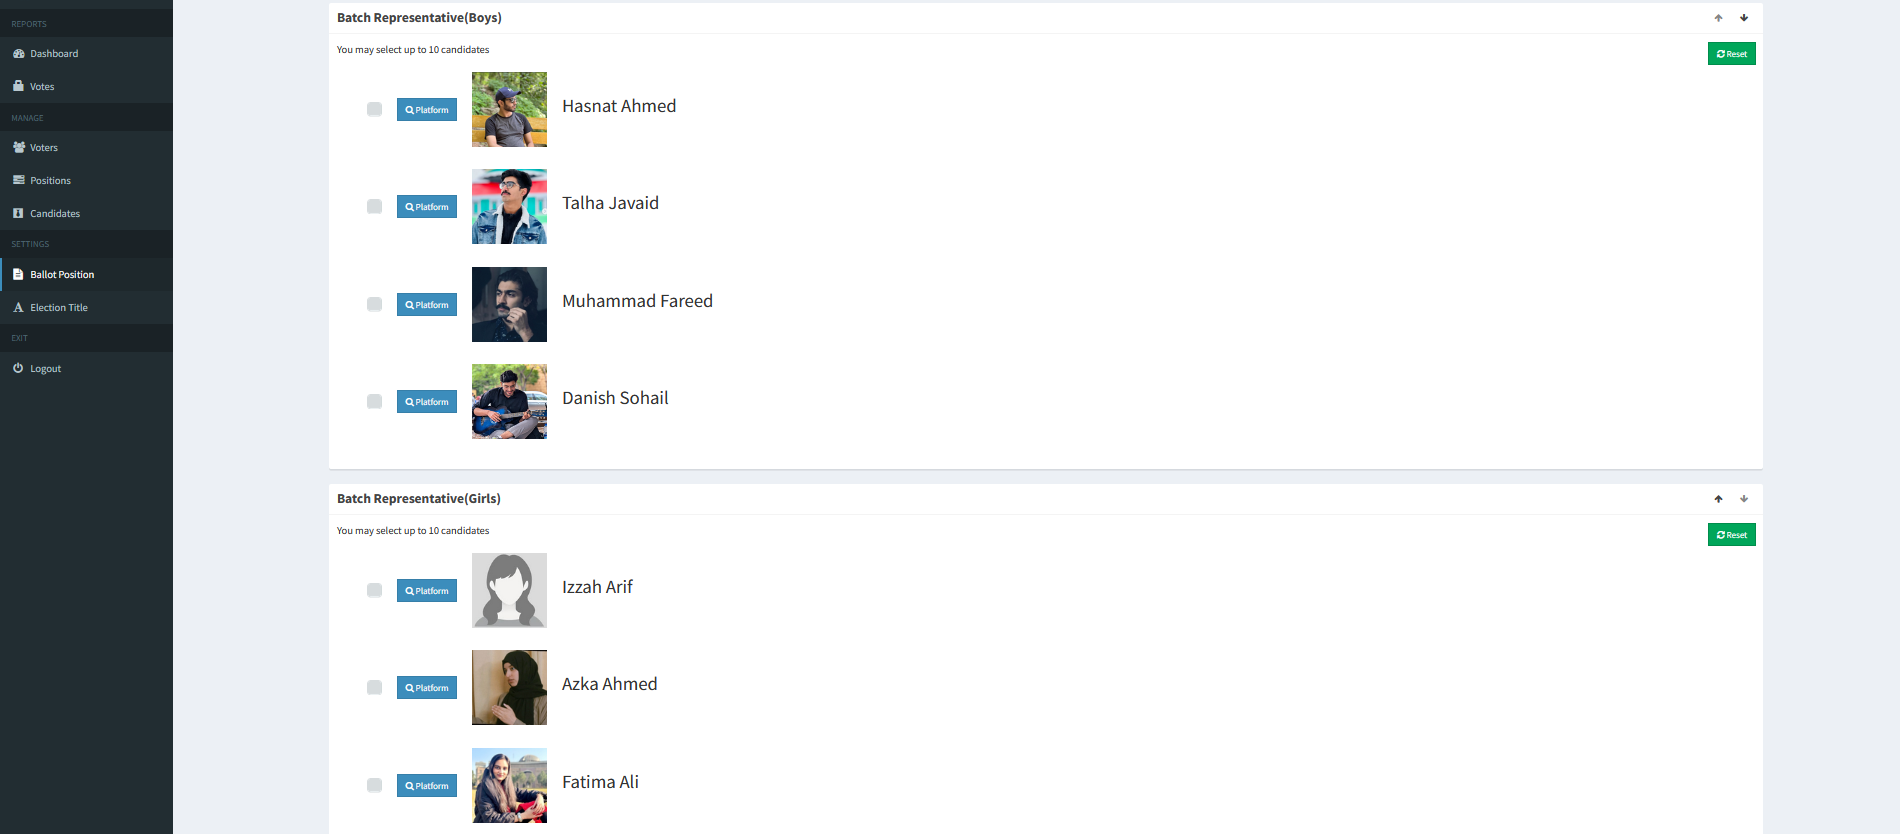 REPORTS
Dashboard
Votes
MANAGE
Voters
Positions
Candidates
SETTINGS
Ballot Position
Election Title
EXIT
Logout
Batch Representative(Boys)
You may select up to 10 candidates
Reset
Platform
Hasnat Ahmed
Platform
Talha Javaid
Platform
Muhammad Fareed
Platform
Danish Sohail
Batch Representative(Girls)
You may select up to 10 candidates
Reset
Platform
Izzah Arif
Platform
Azka Ahmed
Platform
Fatima Ali